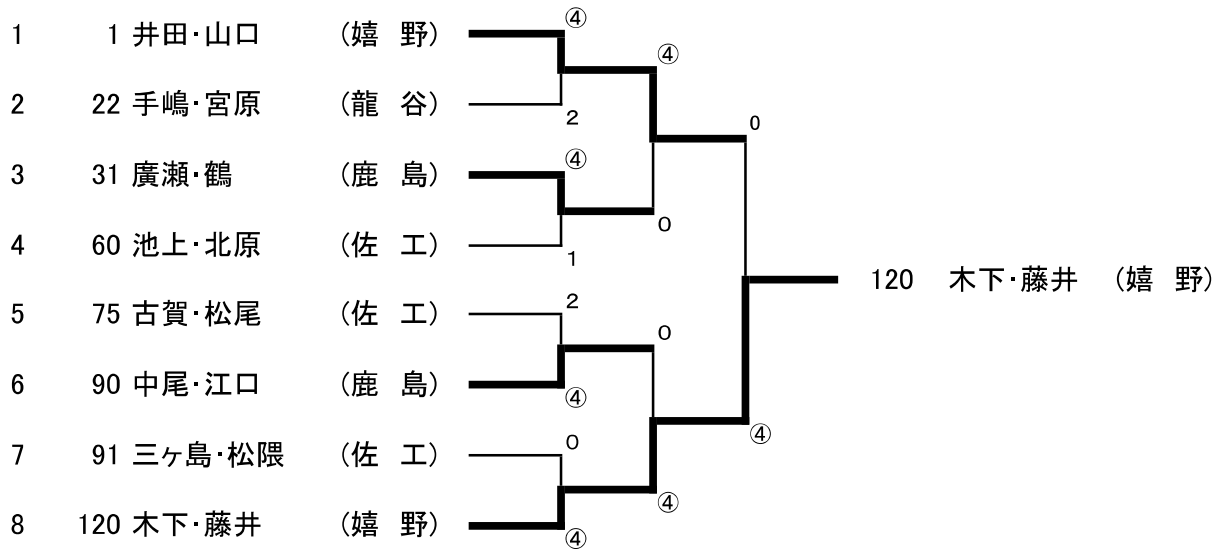 ④
1 1 井田・山口 (嬉 野)
④
2 22 手嶋・宮原 (龍 谷)
2
0
④
3 31 廣瀬・鶴 (鹿 島)
0
4 60 池上・北原 (佐 工)
1
120 木下・藤井 (嬉 野)
2
5 75 古賀・松尾 (佐 工)
0
6 90 中尾・江口 (鹿 島)
④
④
0
7 91 三ヶ島・松隈 (佐 工)
④
8 120 木下・藤井 (嬉 野)
④